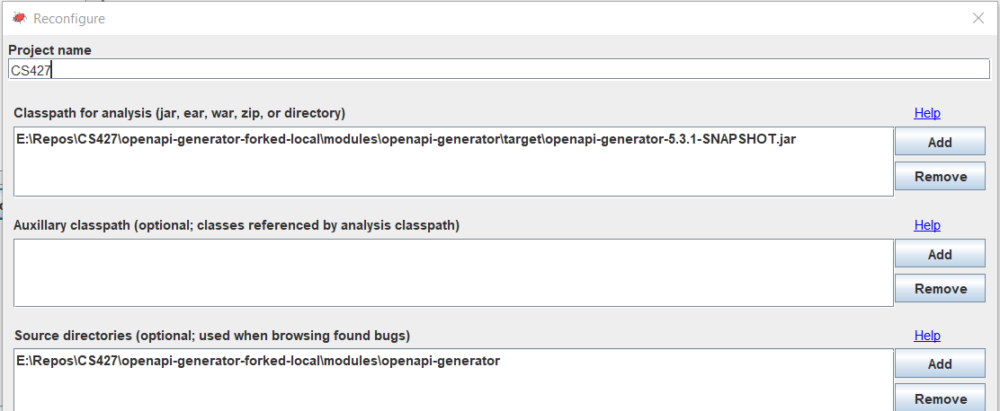 Reconfigure
Project name
CS427
Classpath for analysis (jar, ear, war, zip, or directory)
Help
E:\Repos\CS427\openapi-generator-forked-local\modules\openapi-generator\target\openapi-generator-5.3.1-SNAPSHOT.jar
Add
Remove
Auxillary classpath (optional; classes referenced by analysis classpath)
Help
Add
Remove
Source directories (optional; used when browsing found bugs)
Help
E:\Repos\CS427\openapi-generator-forked-local\modules\openapi-generator
Add
Remove